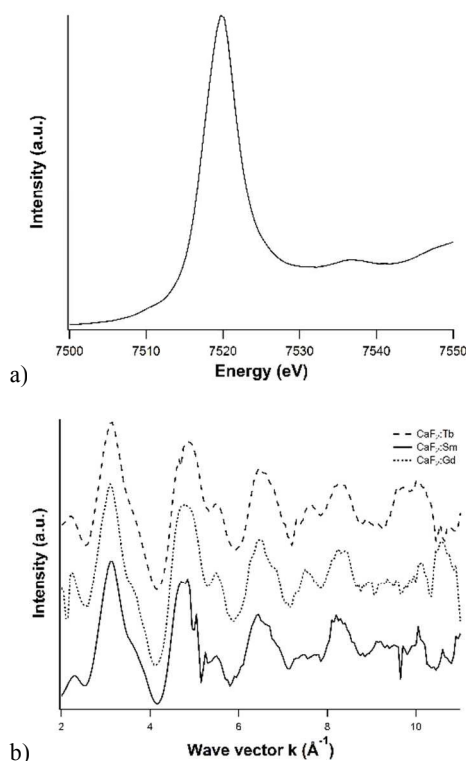 Intensity (a.u.)
7500 7510 7520 7530 7540 7550
Energy (eV)
a)
CaF₂:Tb
CaF₂:Sm
CaF₂:Gd
Intensity (a.u.)
2 4 6 8 10
Wave vector k (Å⁻¹)
b)